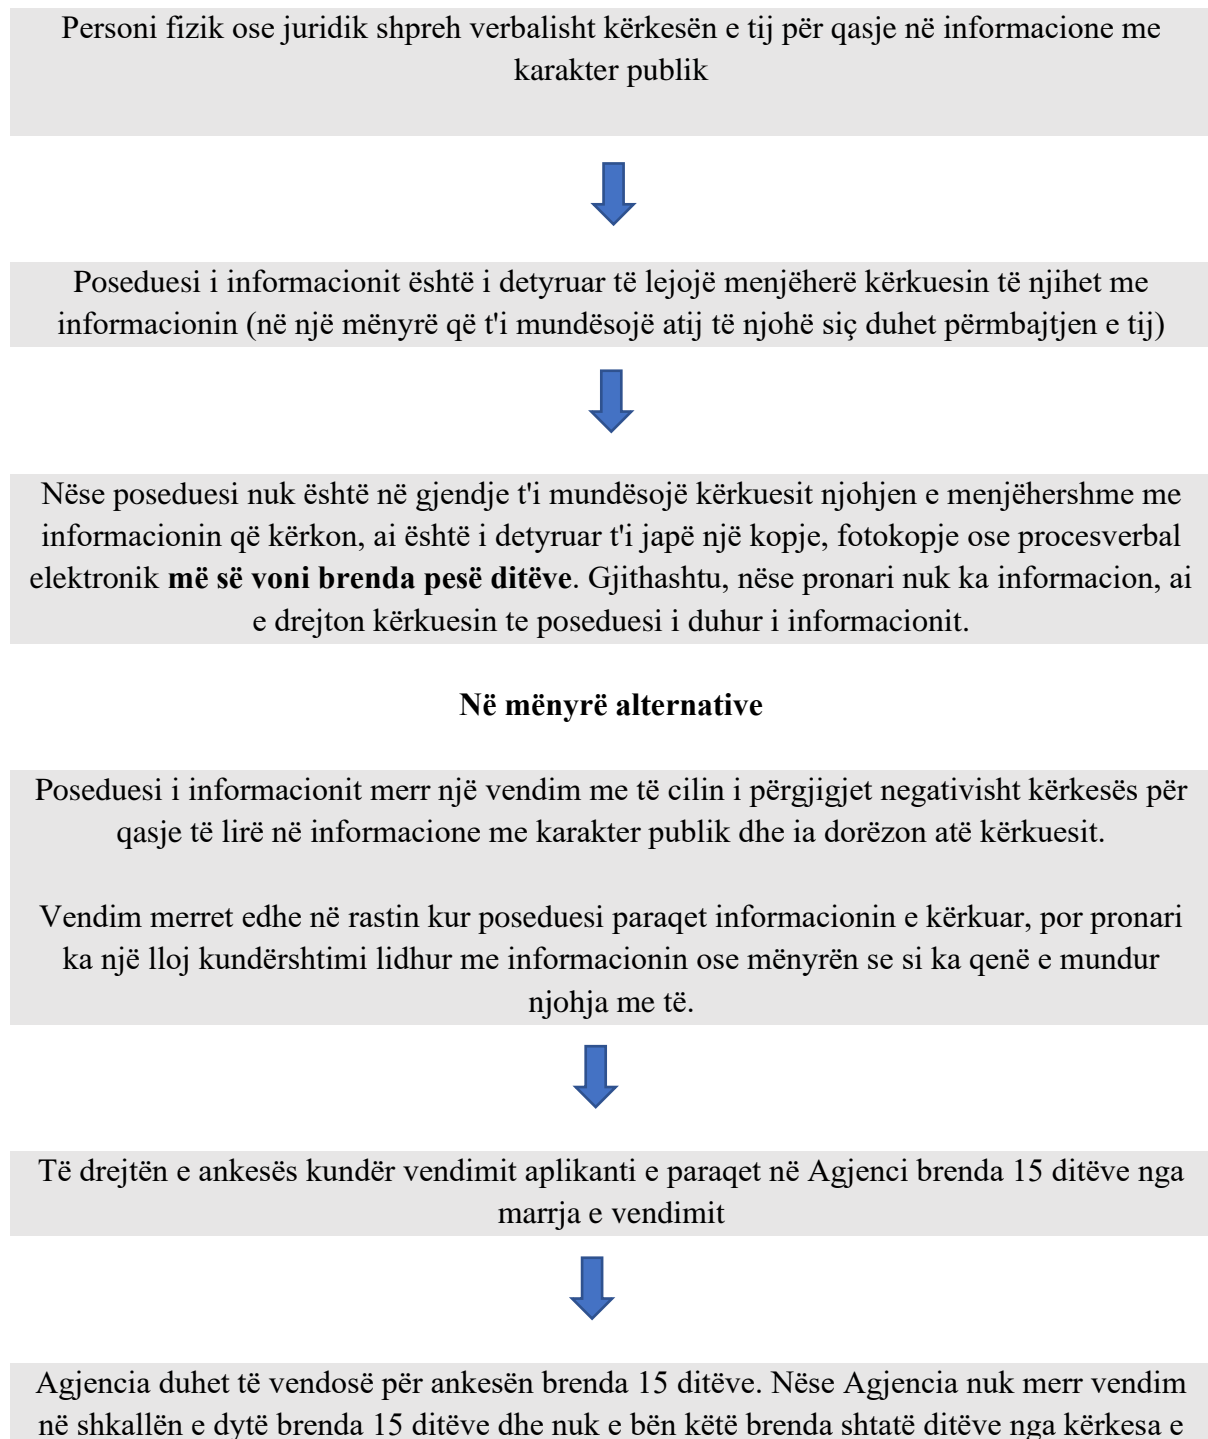 Personi fizik ose juridik shpreh verbalisht kërkesën e tij për qasje në informacione me
karakter publik
Poseduesi i informacionit është i detyruar të lejojë menjëherë kërkuesin të njihet me
informacionin (në një mënyrë që t'i mundësojë atij të njohë siç duhet përmbajtjen e tij)
Nëse poseduesi nuk është në gjendje t'i mundësojë kërkuesit njohjen e menjëhershme me
informacionin që kërkon, ai është i detyruar t'i japë një kopje, fotokopje ose procesverbal
elektronik më së voni brenda pesë ditëve. Gjithashtu, nëse pronari nuk ka informacion, ai
e drejton kërkuesin te poseduesi i duhur i informacionit.
Në mënyrë alternative
Poseduesi i informacionit merr një vendim me të cilin i përgjigjet negativisht kërkesës për
qasje të lirë në informacione me karakter publik dhe ia dorëzon atë kërkuesit.
Vendim merret edhe në rastin kur poseduesi paraqet informacionin e kërkuar, por pronari
ka një lloj kundërshtimi lidhur me informacionin ose mënyrën se si ka qenë e mundur
njohja me të.
Të drejtën e ankesës kundër vendimit aplikanti e paraqet në Agjenci brenda 15 ditëve nga
marrja e vendimit
Agjencia duhet të vendosë për ankesën brenda 15 ditëve. Nëse Agjencia nuk merr vendim
në shkallën e dytë brenda 15 ditëve dhe nuk e bën këtë brenda shtatë ditëve nga kërkesa e